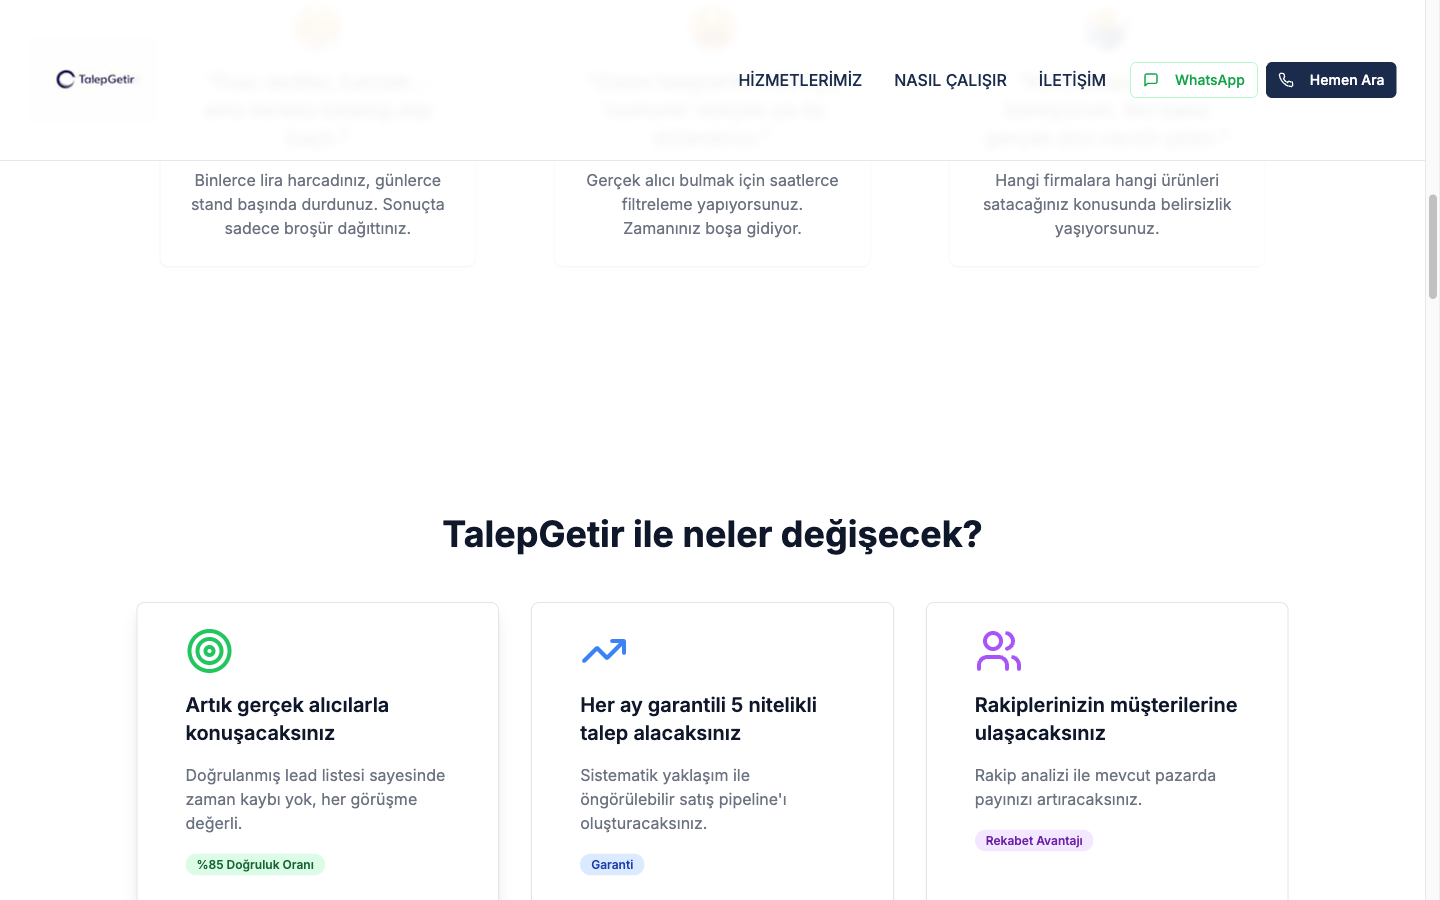 TalepGetir
HİZMETLERİMİZ
NASIL ÇALIŞIR
İLETİŞİM
WhatsApp
Hemen Ara
Binlerce lira harcadınız, günlerce
stand başında durdunuz. Sonuçta
sadece broşür dağıttınız.
Gerçek alıcı bulmak için saatlerce
filtreleme yapıyorsunuz.
Zamanınız boşa gidiyor.
Hangi firmalara hangi ürünleri
satacağınız konusunda belirsizlik
yaşıyorsunuz.
TalepGetir ile neler değişecek?
Artık gerçek alıcılarla
konuşacaksınız
Doğrulanmış lead listesi sayesinde
zaman kaybı yok, her görüşme
değerli.
%85 Doğruluk Oranı
Her ay garantili 5 nitelikli
talep alacaksınız
Sistematik yaklaşım ile
öngörülebilir satış pipeline'ı
oluşturacaksınız.
Garanti
Rakiplerinizin müşterilerine
ulaşacaksınız
Rakip analizi ile mevcut pazarda
payınızı artıracaksınız.
Rekabet Avantajı